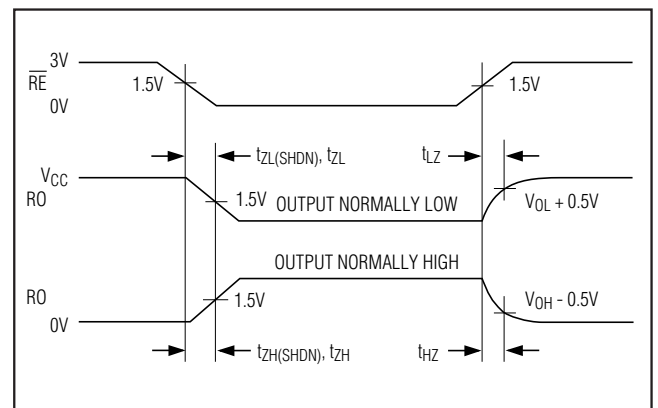 3V
R̅E̅
1.5V
1.5V
0V
tZL(SHDN), tZL
tLZ
VCC
RO
1.5V
OUTPUT NORMALLY LOW
VOL + 0.5V
OUTPUT NORMALLY HIGH
RO
1.5V
VOH - 0.5V
0V
tZH(SHDN), tZH
tHZ